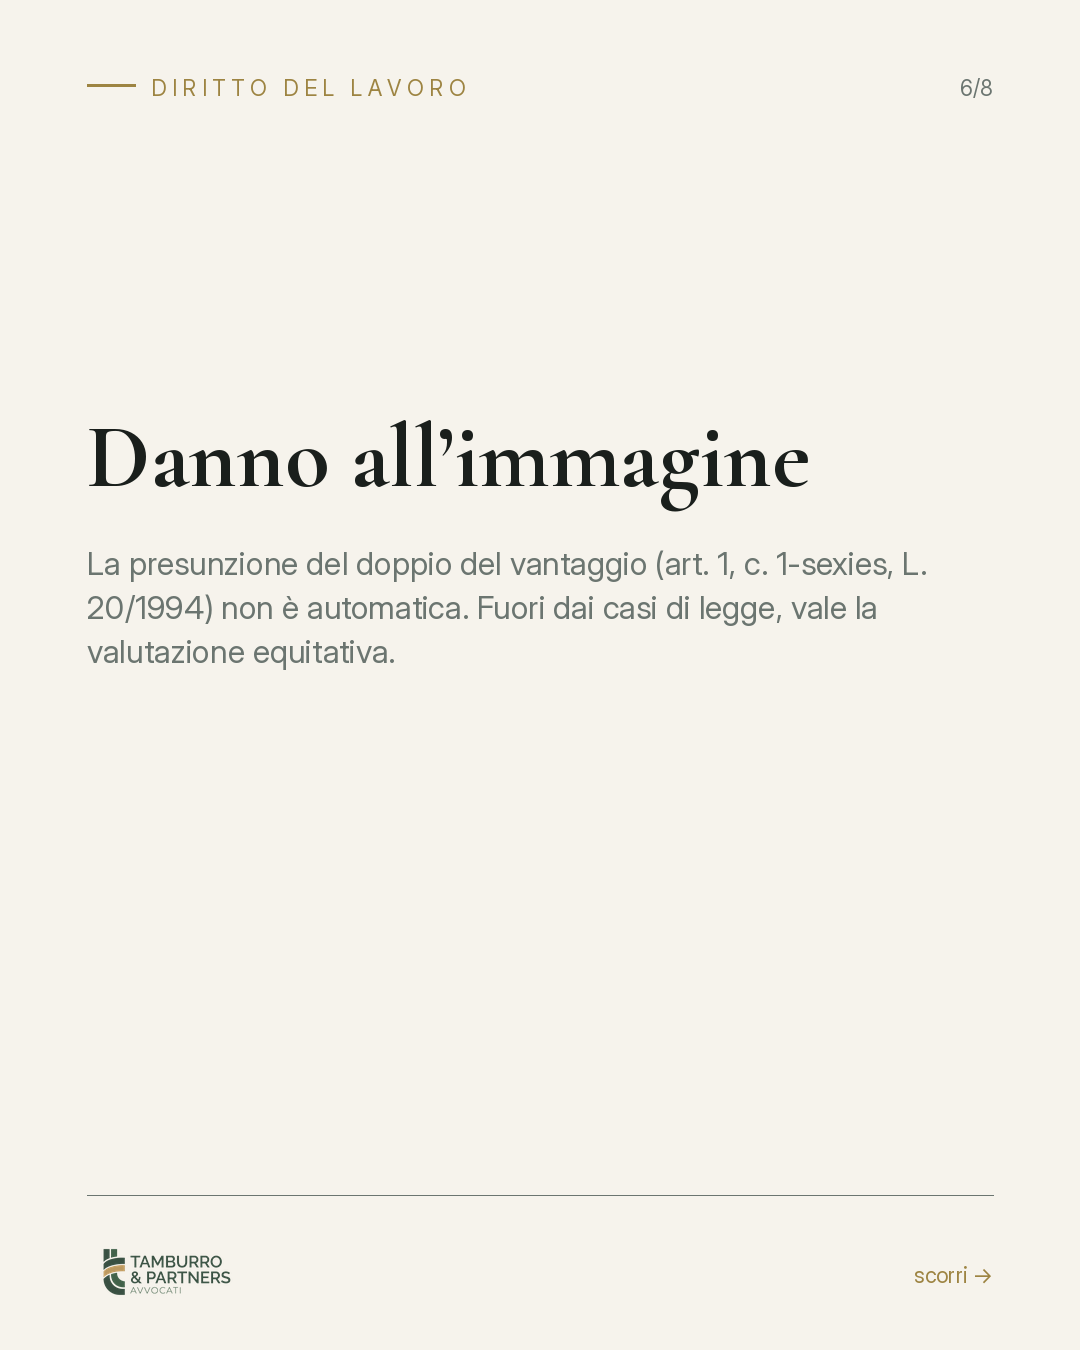 DIRITTO DEL LAVORO
6/8
Danno all’immagine
La presunzione del doppio del vantaggio (art. 1, c. 1-sexies, L.
20/1994) non è automatica. Fuori dai casi di legge, vale la
valutazione equitativa.
TAMBURRO
& PARTNERS
AVVOCATI
scorri →